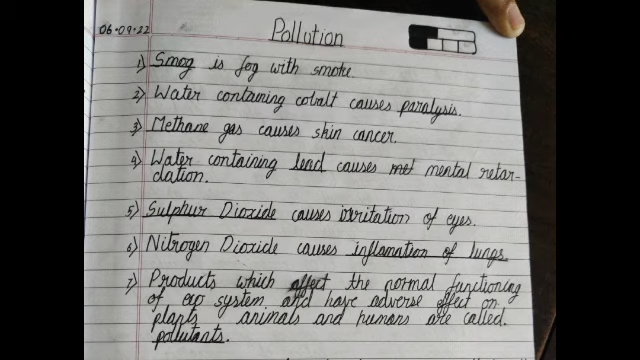 06.09.22
Pollution
1) Smog is fog with smoke.
2) Water containing cobalt causes paralysis.
3) Methane gas causes skin cancer.
4) Water containing lead causes met mental retar-
dation.
5) Sulphur Dioxide causes irritation of eyes.
6) Nitrogen Dioxide causes inflamation of lungs.
7) Products which affect the normal functioning
of eco system and have adverse effect on
plants animals and humans are called
pollutants.